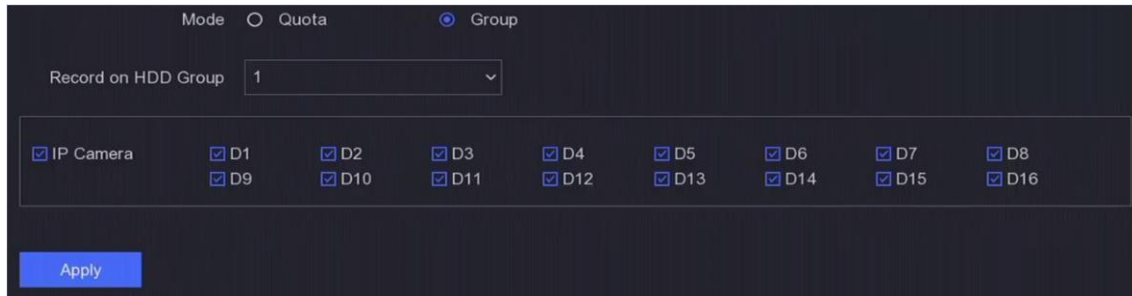 Mode Quota Group
Record on HDD Group 1
IP Camera D1 D2 D3 D4 D5 D6 D7 D8
D9 D10 D11 D12 D13 D14 D15 D16
Apply